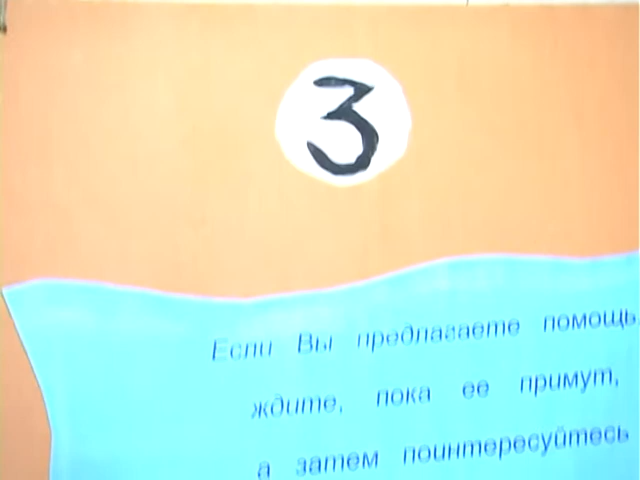 3
Если Вы предлагаете помощь,
ждите, пока ее примут,
а затем поинтересуйтесь